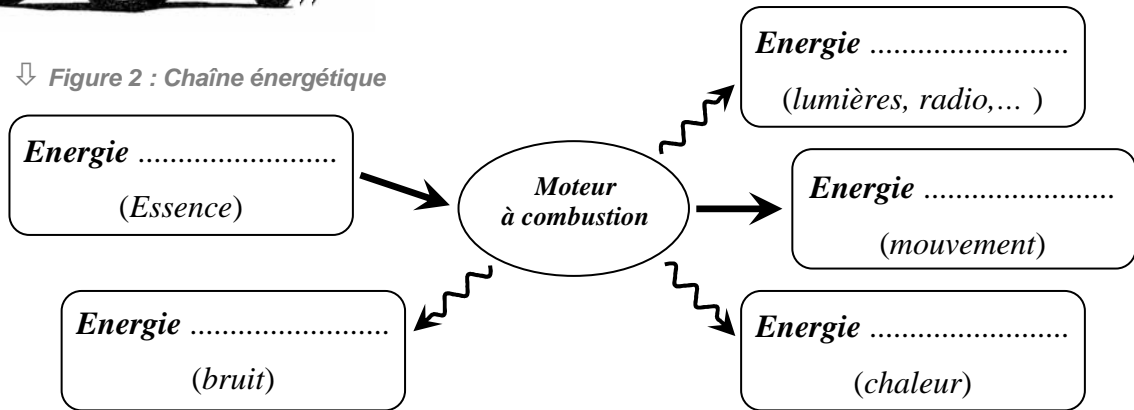 Energie .........................
(lumières, radio,... )
⇩ Figure 2 : Chaîne énergétique
Energie .........................
(Essence)
Moteur
à combustion
Energie ........................
(mouvement)
Energie .........................
(bruit)
Energie .........................
(chaleur)